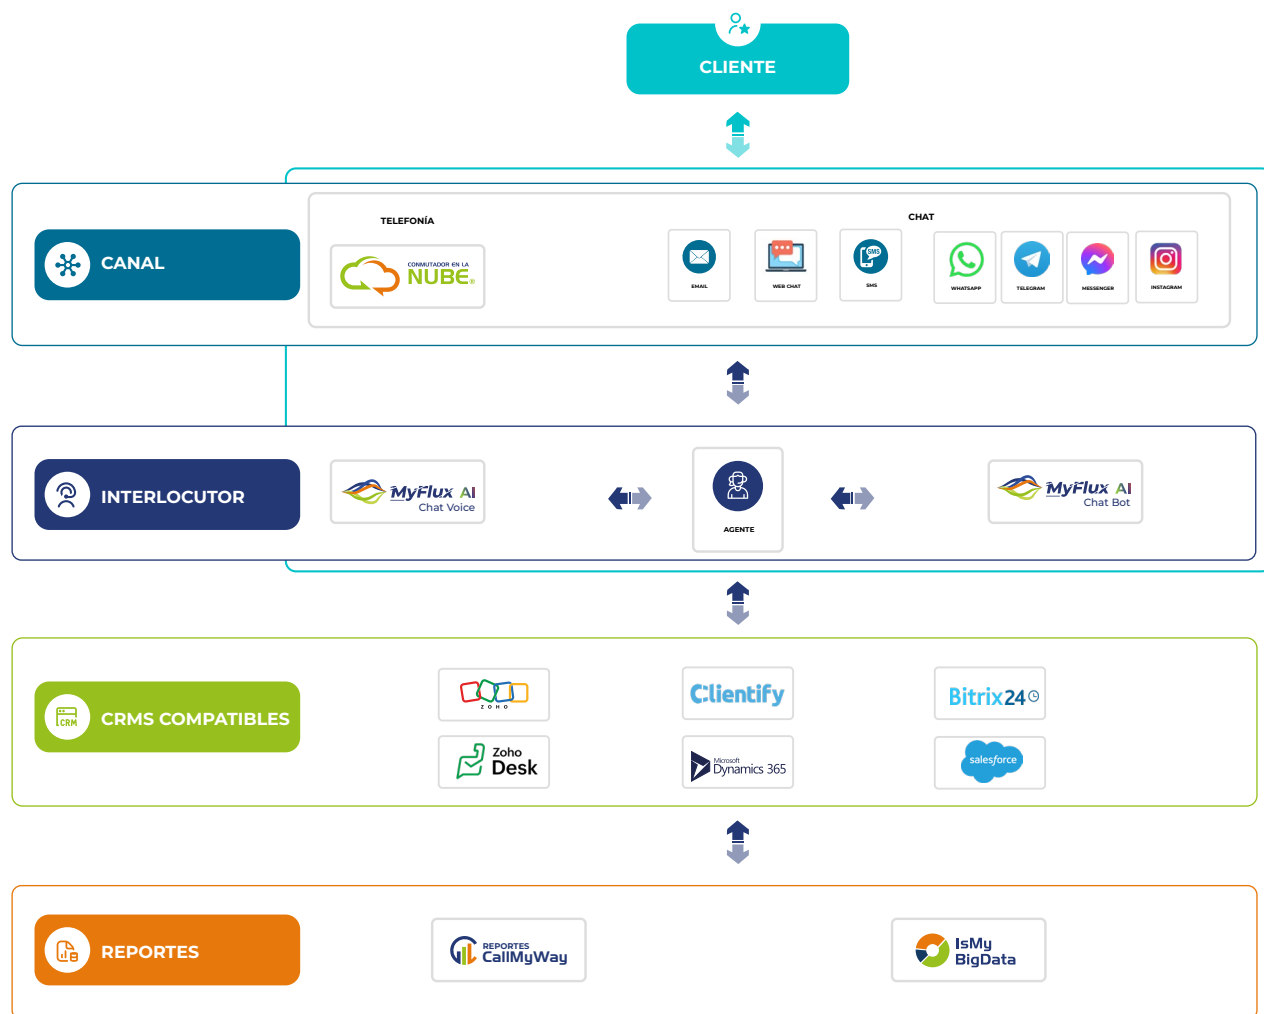 CLIENTE
CANAL
TELEFONÍA
CONMUTADOR EN LA
NUBE®
CHAT
EMAIL
WEB CHAT
SMS
SMS
WHATSAPP
TELEGRAM
MESSENGER
INSTAGRAM
INTERLOCUTOR
MyFlux AI
Chat Voice
AGENTE
MyFlux AI
Chat Bot
CRM
CRMS COMPATIBLES
ZOHO
Clientify
Bitrix24
Zoho
Desk
Microsoft
Dynamics 365
salesforce
REPORTES
REPORTES
CallMyWay
IsMy
BigData